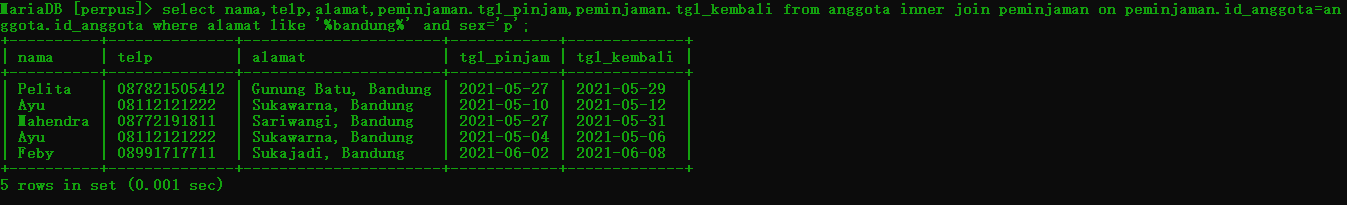 MariaDB [perpus]> select nama,telp,alamat,peminjaman.tgl_pinjam,peminjaman.tgl_kembali from anggota inner join peminjaman on peminjaman.id_anggota=an
ggota.id_anggota where alamat like '%bandung%' and sex='p';
+----------+--------------+----------------------+------------+-------------+
| nama     | telp         | alamat               | tgl_pinjam | tgl_kembali |
+----------+--------------+----------------------+------------+-------------+
| Pelita   | 087821505412 | Gunung Batu, Bandung | 2021-05-27 | 2021-05-29  |
| Ayu      | 08112121222  | Sukawarna, Bandung   | 2021-05-10 | 2021-05-12  |
| Mahendra | 08772191811  | Sariwangi, Bandung   | 2021-05-27 | 2021-05-31  |
| Ayu      | 08112121222  | Sukawarna, Bandung   | 2021-05-04 | 2021-05-06  |
| Feby     | 08991717711  | Sukajadi, Bandung    | 2021-06-02 | 2021-06-08  |
+----------+--------------+----------------------+------------+-------------+
5 rows in set (0.001 sec)